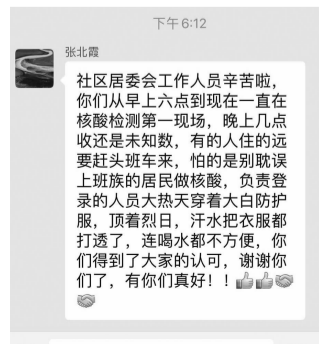 下午 6:12
张北霞
社区居委会工作人员辛苦啦，
你们从早上六点到现在一直在
核酸检测第一现场，晚上几点
收还是未知数，有的人住的远
要赶头班车来，怕的是别耽误
上班族的居民做核酸，负责登
录的人员大热天穿着大白防护
服，顶着烈日，汗水把衣服都
打透了，连喝水都不方便，你
们得到了大家的认可，谢谢你
们了，有你们真好！！👍👍🤝
🤝